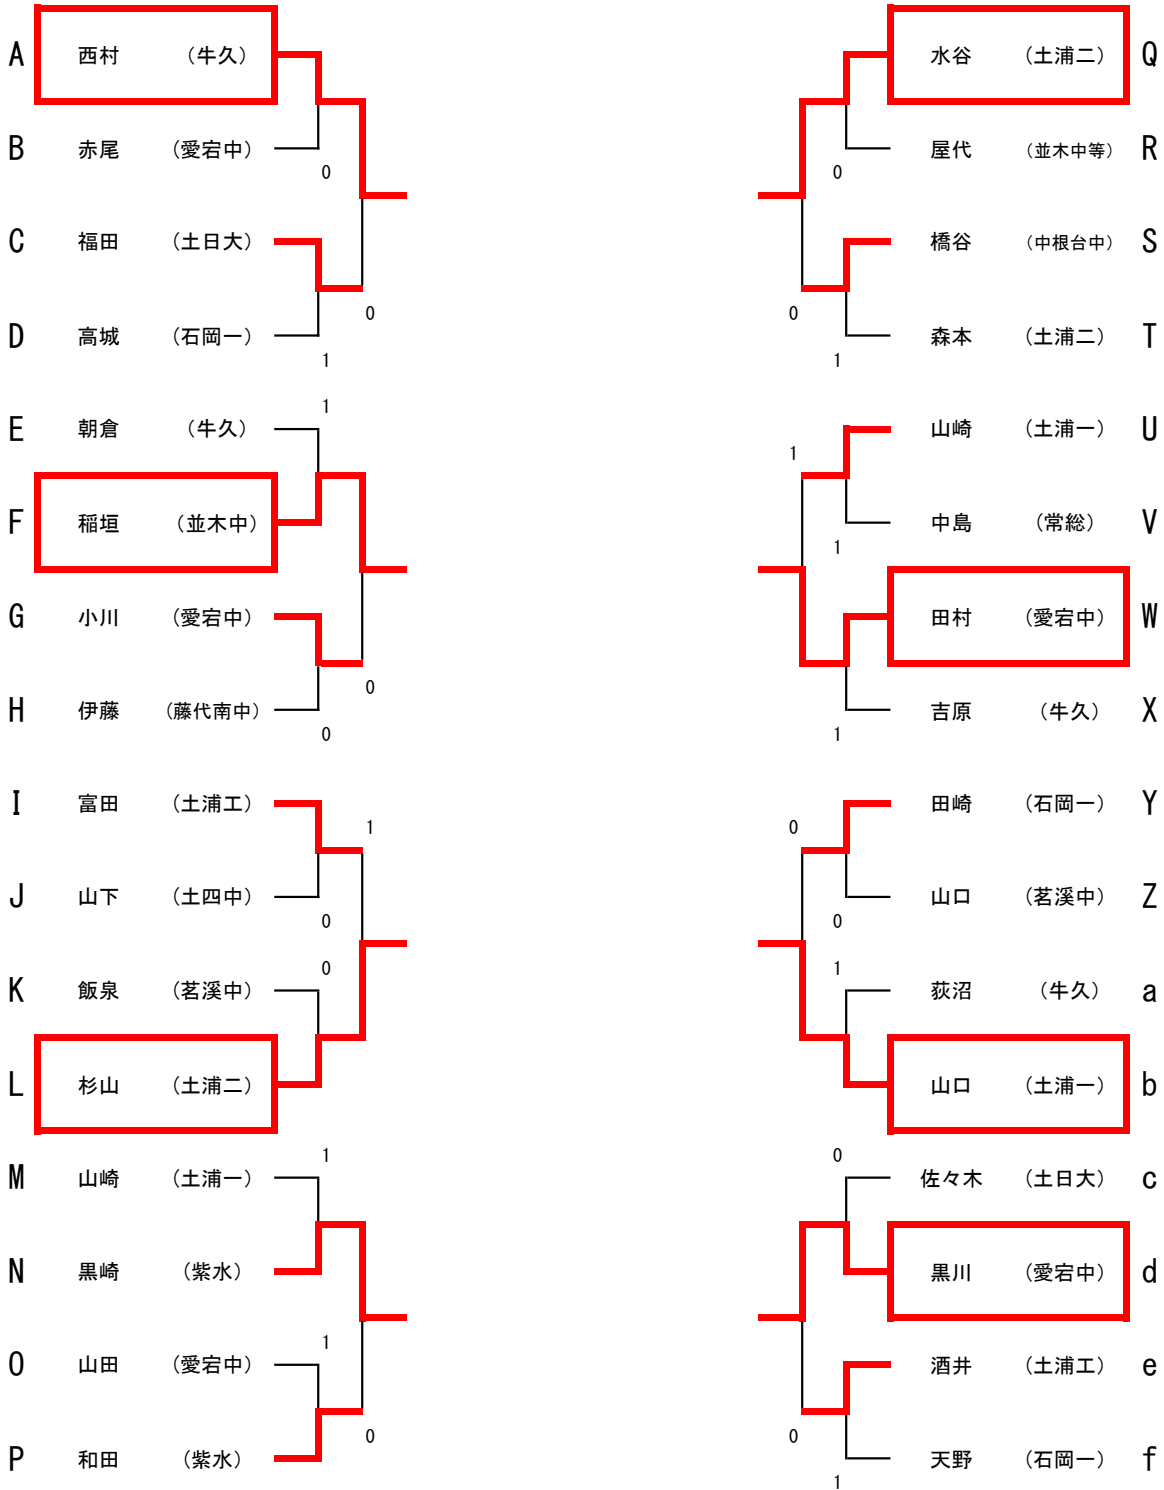 A 西村 （牛久） 水谷 （土浦二） Q
B 赤尾 （愛宕中） 屋代 （並木中等） R
0 0
C 福田 （土日大） 橋谷 （中根台中） S
0 0
D 高城 （石岡一） 森本 （土浦二） T
1 1
1
E 朝倉 （牛久） 山崎 （土浦一） U
1
F 稲垣 （並木中） 中島 （常総） V
1
G 小川 （愛宕中） 田村 （愛宕中） W
0
H 伊藤 （藤代南中） 吉原 （牛久） X
0 1
I 富田 （土浦工） 田崎 （石岡一） Y
1 0
J 山下 （土四中） 山口 （茗溪中） Z
0 0
0 1
K 飯泉 （茗溪中） 荻沼 （牛久） a
L 杉山 （土浦二） 山口 （土浦一） b
1 0
M 山崎 （土浦一） 佐々木 （土日大） c
N 黒崎 （紫水） 黒川 （愛宕中） d
1
O 山田 （愛宕中） 酒井 （土浦工） e
0 0
P 和田 （紫水） 天野 （石岡一） f
1